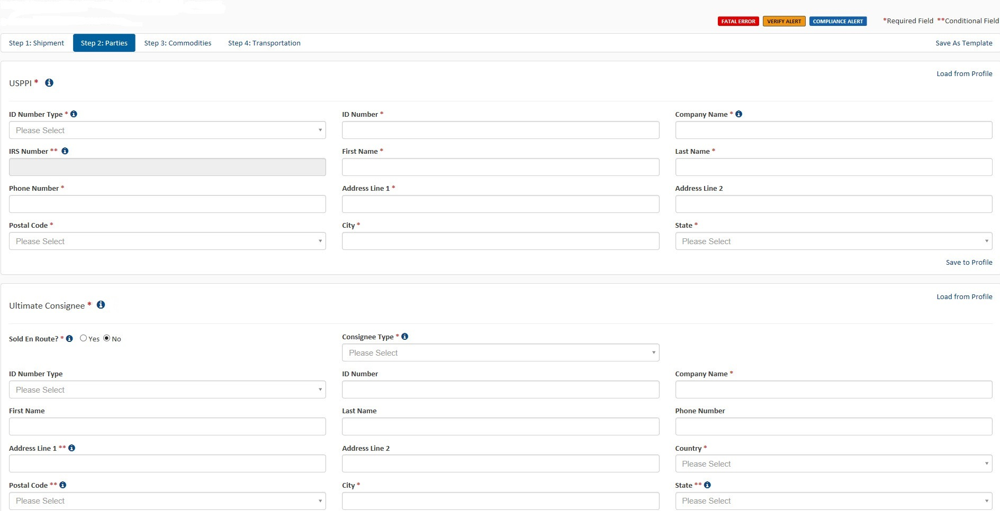 FATAL ERROR VERIFY ALERT COMPLIANCE ALERT *Required Field **Conditional Field
Step 1: Shipment Step 2: Parties Step 3: Commodities Step 4: Transportation Save As Template
Load from Profile
USPPI *
ID Number Type * ID Number * Company Name *
Please Select
IRS Number ** First Name * Last Name *
Phone Number * Address Line 1 * Address Line 2
Postal Code * City * State *
Please Select Please Select
Save to Profile
Load from Profile
Ultimate Consignee *
Sold En Route? * Yes No Consignee Type *
Please Select
ID Number Type ID Number Company Name *
Please Select
First Name Last Name Phone Number
Address Line 1 ** Address Line 2 Country *
Please Select
Postal Code ** City * State **
Please Select Please Select